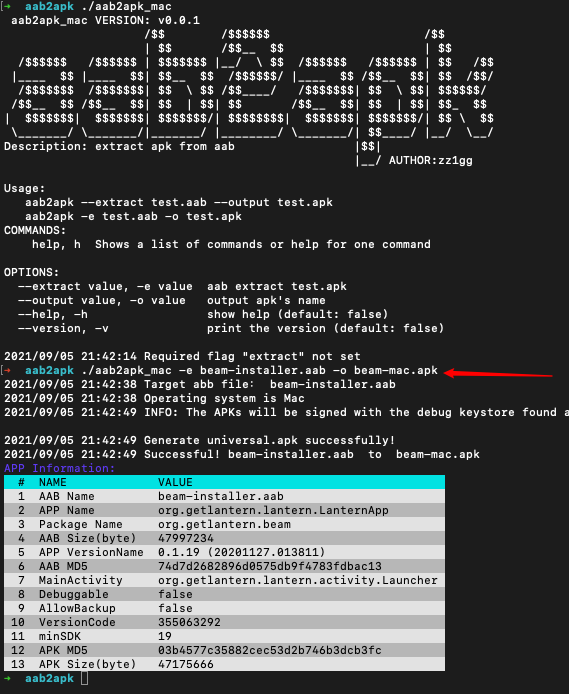 → aab2apk ./aab2apk_mac
aab2apk_mac VERSION: v0.0.1
Description: extract apk from aab
AUTHOR:zz1gg
Usage:
aab2apk --extract test.aab --output test.apk
aab2apk -e test.aab -o test.apk
COMMANDS:
help, h  Shows a list of commands or help for one command
OPTIONS:
--extract value, -e value  aab extract test.apk
--output value, -o value   output apk's name
--help, -h                 show help (default: false)
--version, -v              print the version (default: false)
2021/09/05 21:42:14 Required flag "extract" not set
→ aab2apk ./aab2apk_mac -e beam-installer.aab -o beam-mac.apk
2021/09/05 21:42:38 Target abb file: beam-installer.aab
2021/09/05 21:42:38 Operating system is Mac
2021/09/05 21:42:49 INFO: The APKs will be signed with the debug keystore found a
2021/09/05 21:42:49 Generate universal.apk successfully!
2021/09/05 21:42:49 Successful! beam-installer.aab  to  beam-mac.apk
APP Information:
#  NAME  VALUE
1  AAB Name  beam-installer.aab
2  APP Name  org.getlantern.lantern.LanternApp
3  Package Name  org.getlantern.beam
4  AAB Size(byte)  47997234
5  APP VersionName  0.1.19 (20201127.013811)
6  AAB MD5  74d7d2682896d0575db9f4783fdbac13
7  MainActivity  org.getlantern.lantern.activity.Launcher
8  Debuggable  false
9  AllowBackup  false
10  VersionCode  355063292
11  minSDK  19
12  APK MD5  03b4577c35882cec53d2b746b3dcb3fc
13  APK Size(byte)  47175666
→ aab2apk